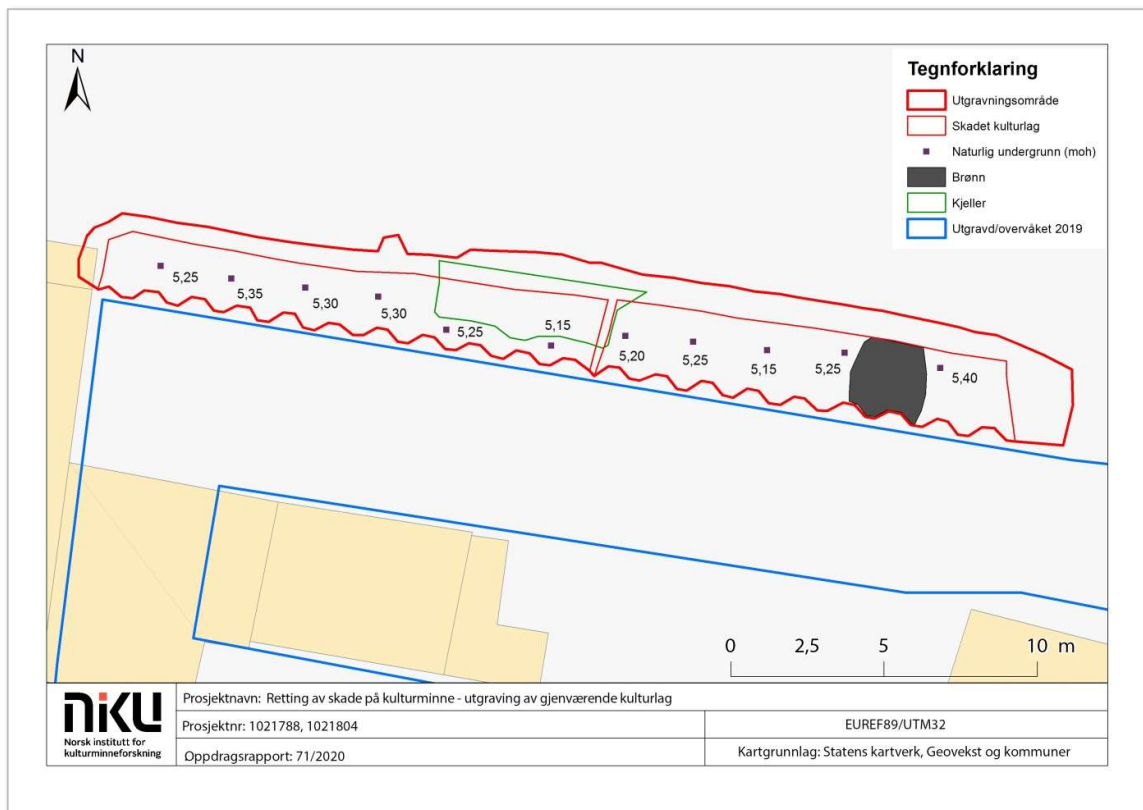 N
Tegnforklaring
Utgravningsområde
Skadet kulturlag
Naturlig undergrunn (moh)
Brønn
Kjeller
Utgravd/overvåket 2019
5,25
5,35
5,30
5,30
5,25
5,15
5,20
5,25
5,15
5,25
5,40
0 2,5 5 10 m
NIKU
Norsk institutt for
kulturminneforskning
Prosjektnavn: Retting av skade på kulturminne - utgraving av gjenværende kulturlag
Prosjektnr: 1021788, 1021804
EUREF89/UTM32
Oppdragsrapport: 71/2020
Kartgrunnlag: Statens kartverk, Geovekst og kommuner